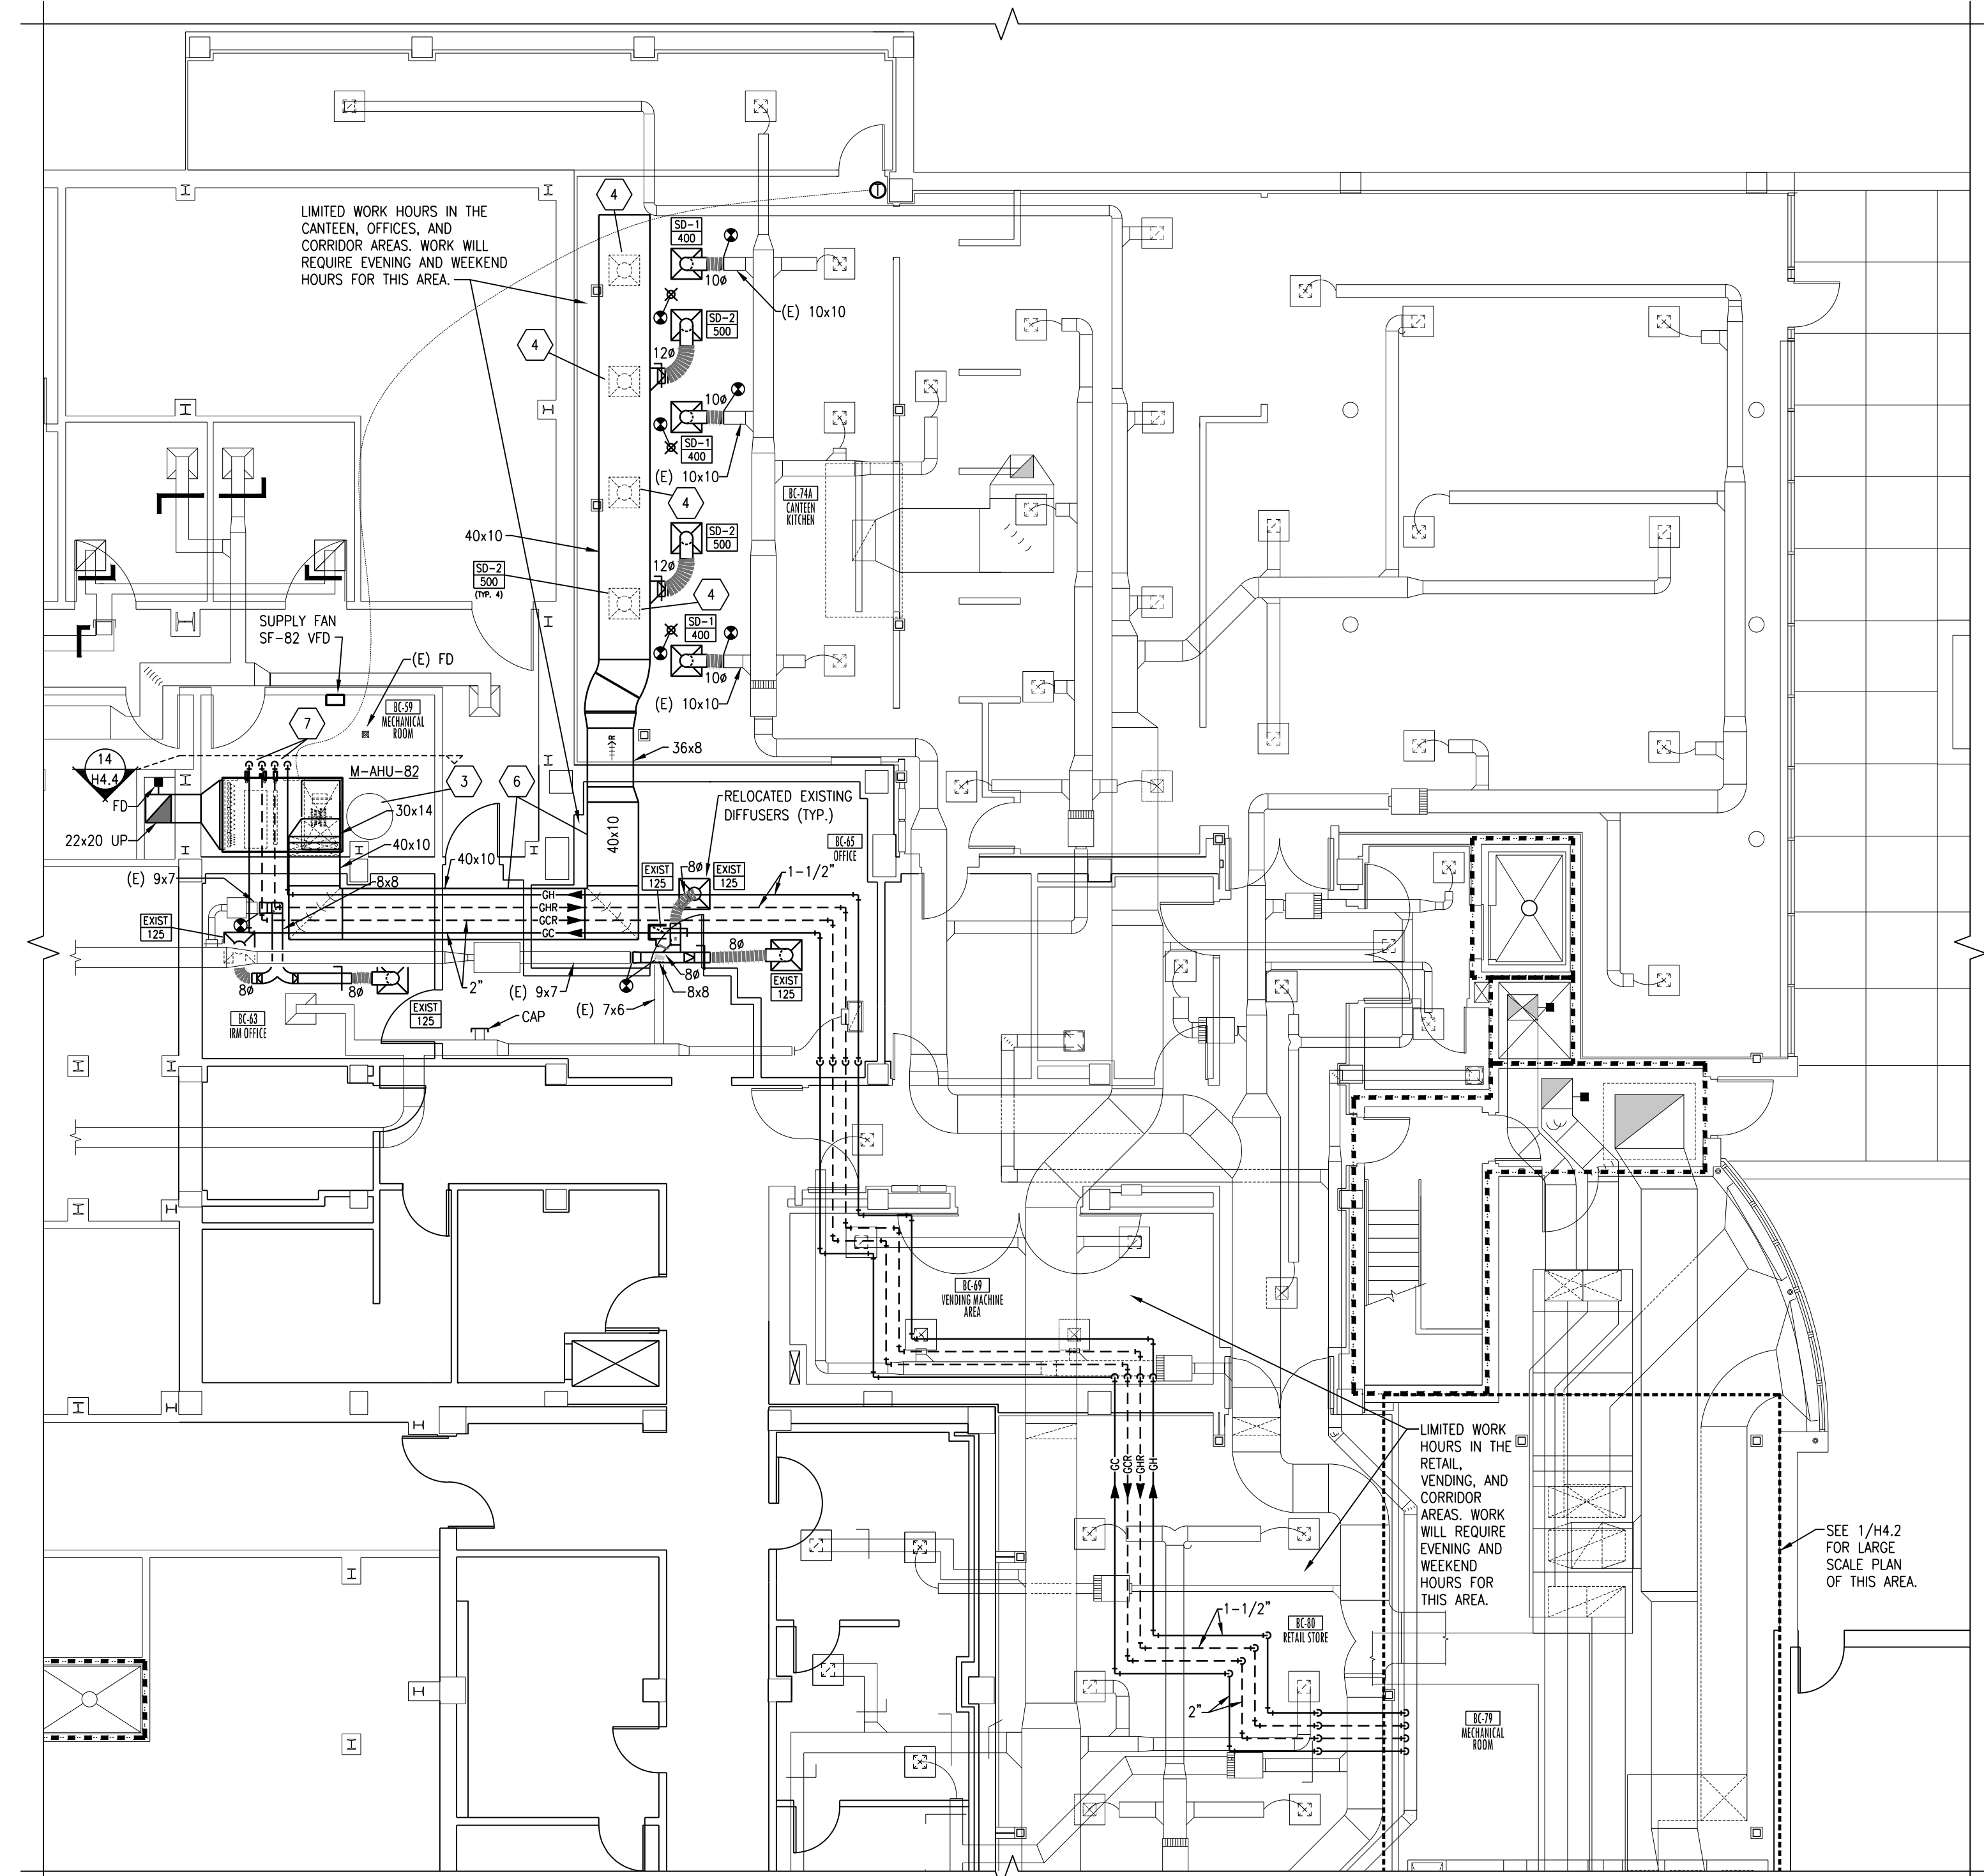 LIMITED WORK HOURS IN THE
CANTEEN, OFFICES, AND
CORRIDOR AREAS. WORK WILL
REQUIRE EVENING AND WEEKEND
HOURS FOR THIS AREA.
4
SD-1
400
10ø
(E) 10x10
SD-2
500
4
12ø
10ø
SD-1
400
(E) 10x10
4
BC-74A
CANTEEN
KITCHEN
40x10
SD-2
500
12ø
SD-2
500
(TYP. 4)
4
SD-1
400
10ø
(E) 10x10
SUPPLY FAN
SF-82 VFD
(E) FD
BC-59
MECHANICAL
ROOM
7
R
36x8
14
H4.4
M-AHU-82
3
6
FD
30x14
22x20 UP
40x10
40x10
40x10
RELOCATED EXISTING
DIFFUSERS (TYP.)
BC-65
OFFICE
(E) 9x7
8x8
EXIST
125
8ø
EXIST
125
1-1/2"
GH
GHR
GCR
GC
EXIST
125
8ø
8ø
8ø
EXIST
125
2"
(E) 9x7
8ø
8x8
EXIST
125
(E) 7x6
CAP
BC-63
IRM OFFICE
BC-69
VENDING MACHINE
AREA
GC
GCR
GHR
GH
LIMITED WORK
HOURS IN THE
RETAIL,
VENDING, AND
CORRIDOR
AREAS. WORK
WILL REQUIRE
EVENING AND
WEEKEND
HOURS FOR
THIS AREA.
SEE 1/H4.2
FOR LARGE
SCALE PLAN
OF THIS AREA.
1-1/2"
BC-80
RETAIL STORE
2"
BC-79
MECHANICAL
ROOM